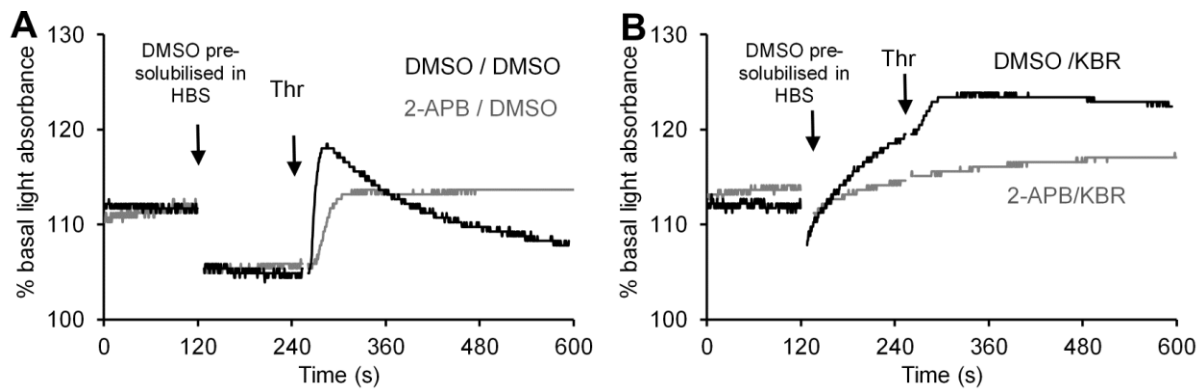 A
% basal light absorbance
130
120
110
100
DMSO pre-
solubilised in
HBS
Thr
DMSO / DMSO
2-APB / DMSO
0 120 240 360 480 600
Time (s)
B
% basal light absorbance
130
120
110
100
DMSO pre-
solubilised in
HBS
Thr
DMSO /KBR
2-APB/KBR
0 120 240 360 480 600
Time (s)